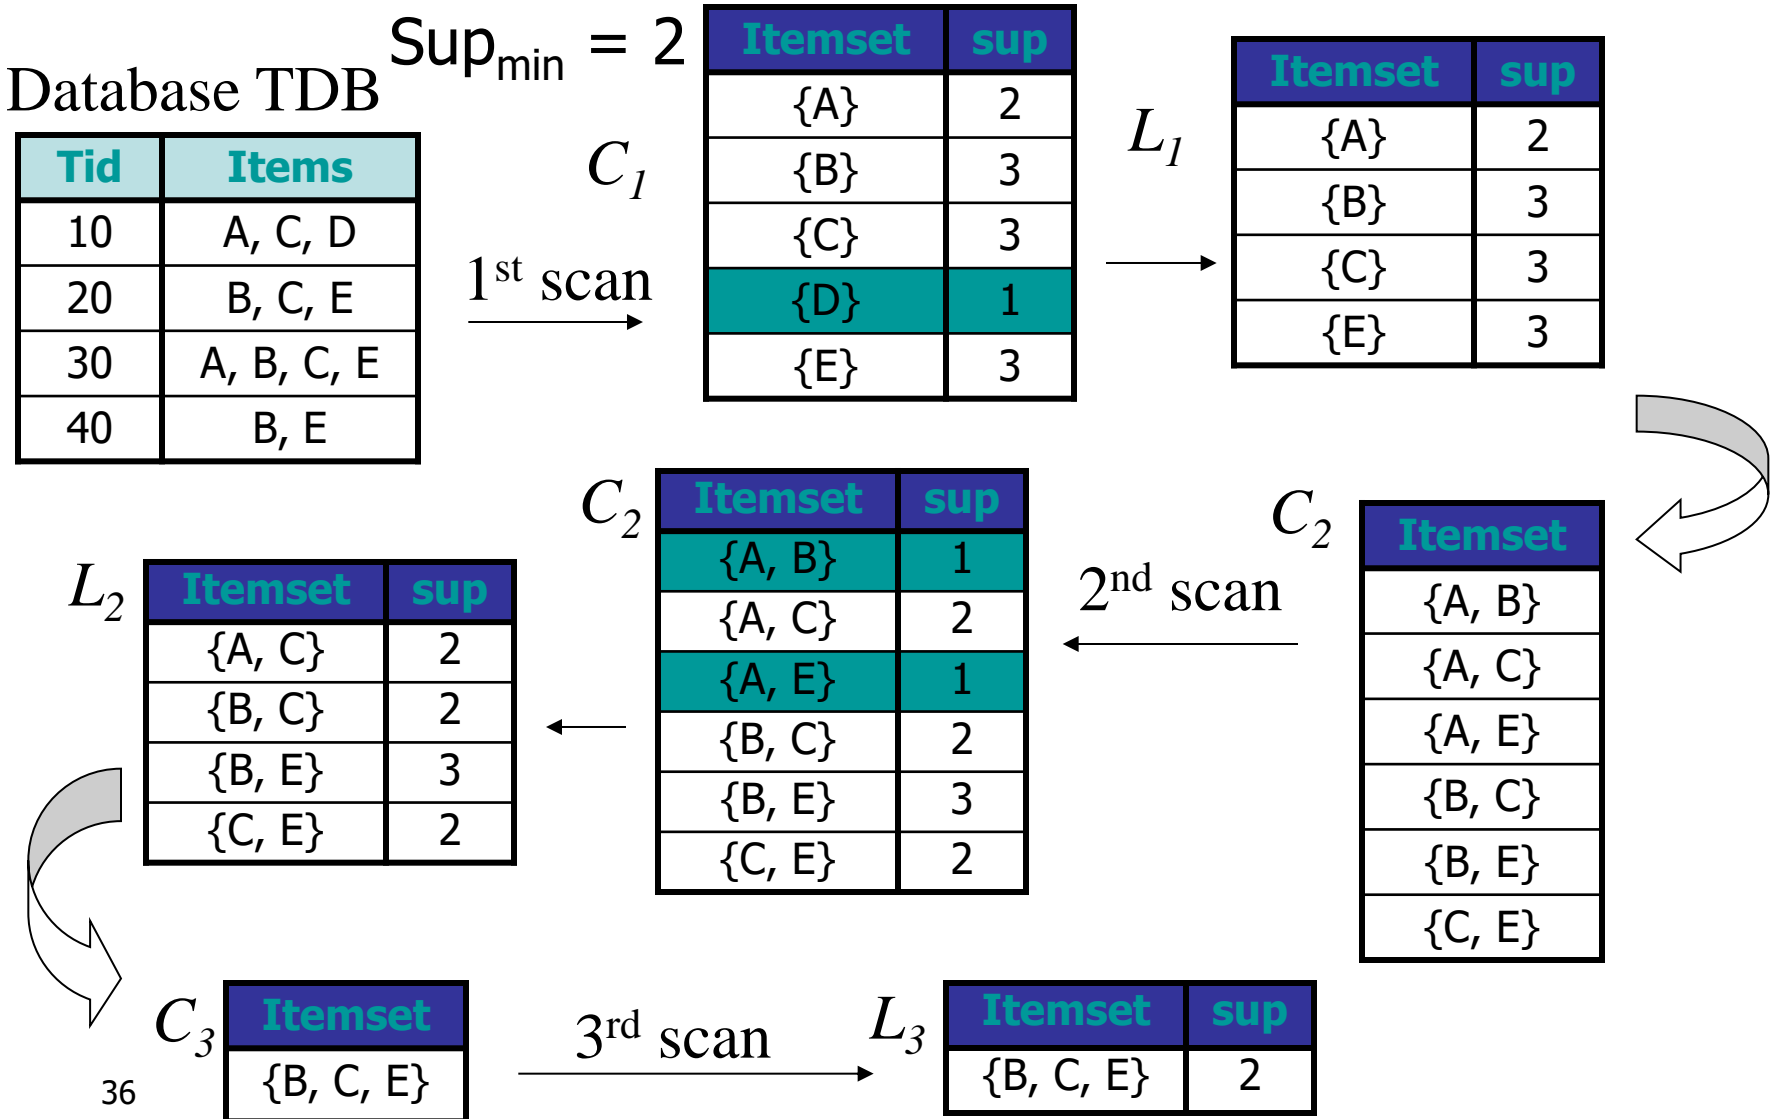 Sup_min = 2
Database TDB
Tid Items
10 A, C, D
20 B, C, E
30 A, B, C, E
40 B, E
1st scan
C1
Itemset sup
{A} 2
{B} 3
{C} 3
{D} 1
{E} 3
L1
Itemset sup
{A} 2
{B} 3
{C} 3
{E} 3
C2
Itemset
{A, B}
{A, C}
{A, E}
{B, C}
{B, E}
{C, E}
2nd scan
C2
Itemset sup
{A, B} 1
{A, C} 2
{A, E} 1
{B, C} 2
{B, E} 3
{C, E} 2
L2
Itemset sup
{A, C} 2
{B, C} 2
{B, E} 3
{C, E} 2
C3
Itemset
{B, C, E}
3rd scan
L3
Itemset sup
{B, C, E} 2
36